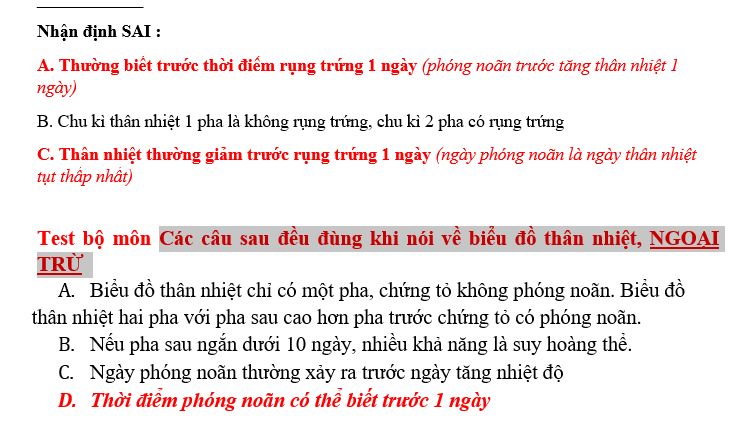 Nhận định SAI :
A. Thường biết trước thời điểm rụng trứng 1 ngày (phóng noãn trước tăng thân nhiệt 1
ngày)
B. Chu kì thân nhiệt 1 pha là không rụng trứng, chu kì 2 pha có rụng trứng
C. Thân nhiệt thường giảm trước rụng trứng 1 ngày (ngày phóng noãn là ngày thân nhiệt
tụt thấp nhất)
Test bộ môn Các câu sau đều đùng khi nói về biểu đồ thân nhiệt, NGOẠI
TRỪ
A. Biểu đồ thân nhiệt chỉ có một pha, chứng tỏ không phóng noãn. Biểu đồ
thân nhiệt hai pha với pha sau cao hơn pha trước chứng tỏ có phóng noãn.
B. Nếu pha sau ngắn dưới 10 ngày, nhiều khả năng là suy hoàng thể.
C. Ngày phóng noãn thường xảy ra trước ngày tăng nhiệt độ
D. Thời điểm phóng noãn có thể biết trước 1 ngày